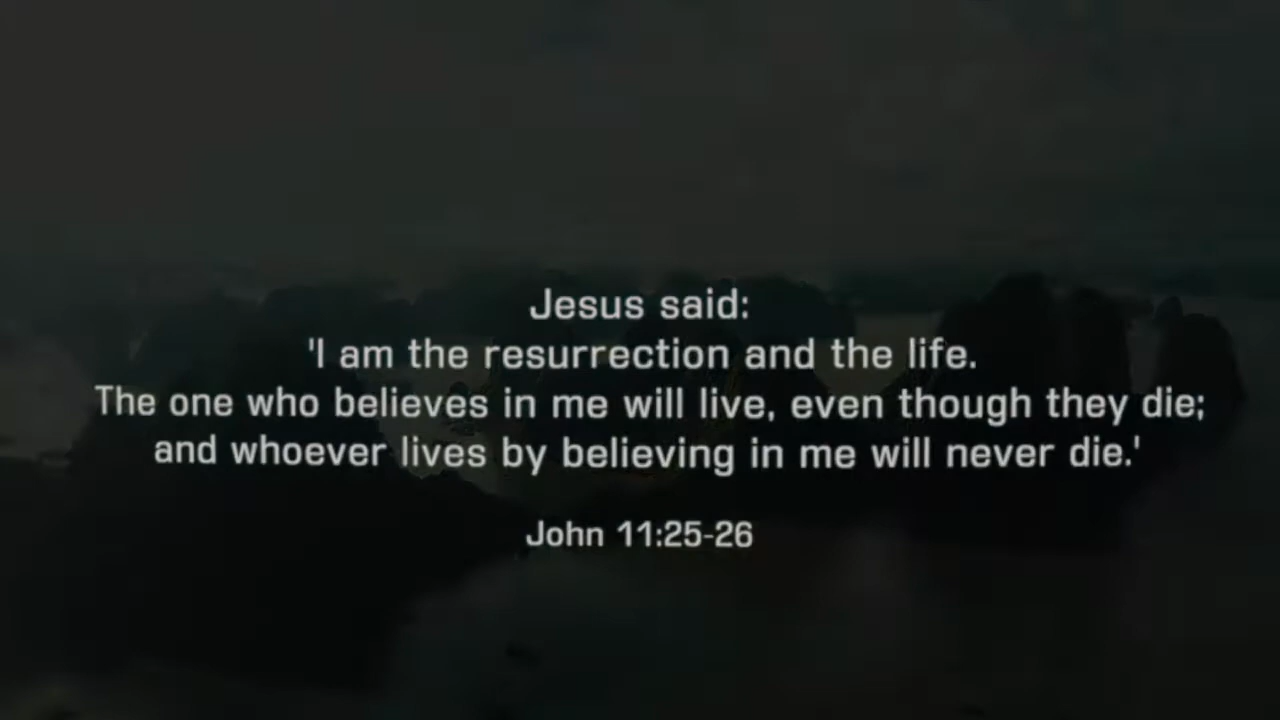 Jesus said:
'I am the resurrection and the life.
The one who believes in me will live, even though they die;
and whoever lives by believing in me will never die.'
John 11:25-26